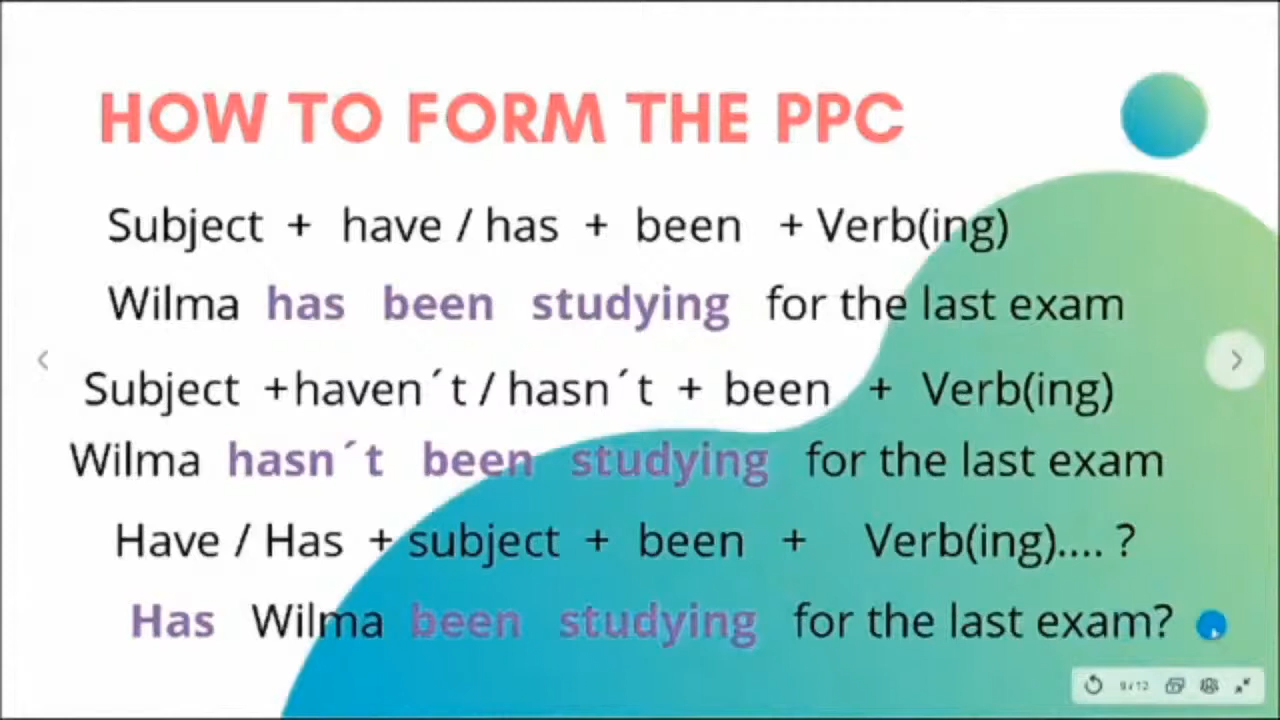 HOW TO FORM THE PPC
Subject + have / has + been + Verb(ing)
Wilma has been studying for the last exam
Subject +haven´t / hasn´t + been + Verb(ing)
Wilma hasn´t been studying for the last exam
Have / Has + subject + been + Verb(ing).... ?
Has Wilma been studying for the last exam?
9 / 12